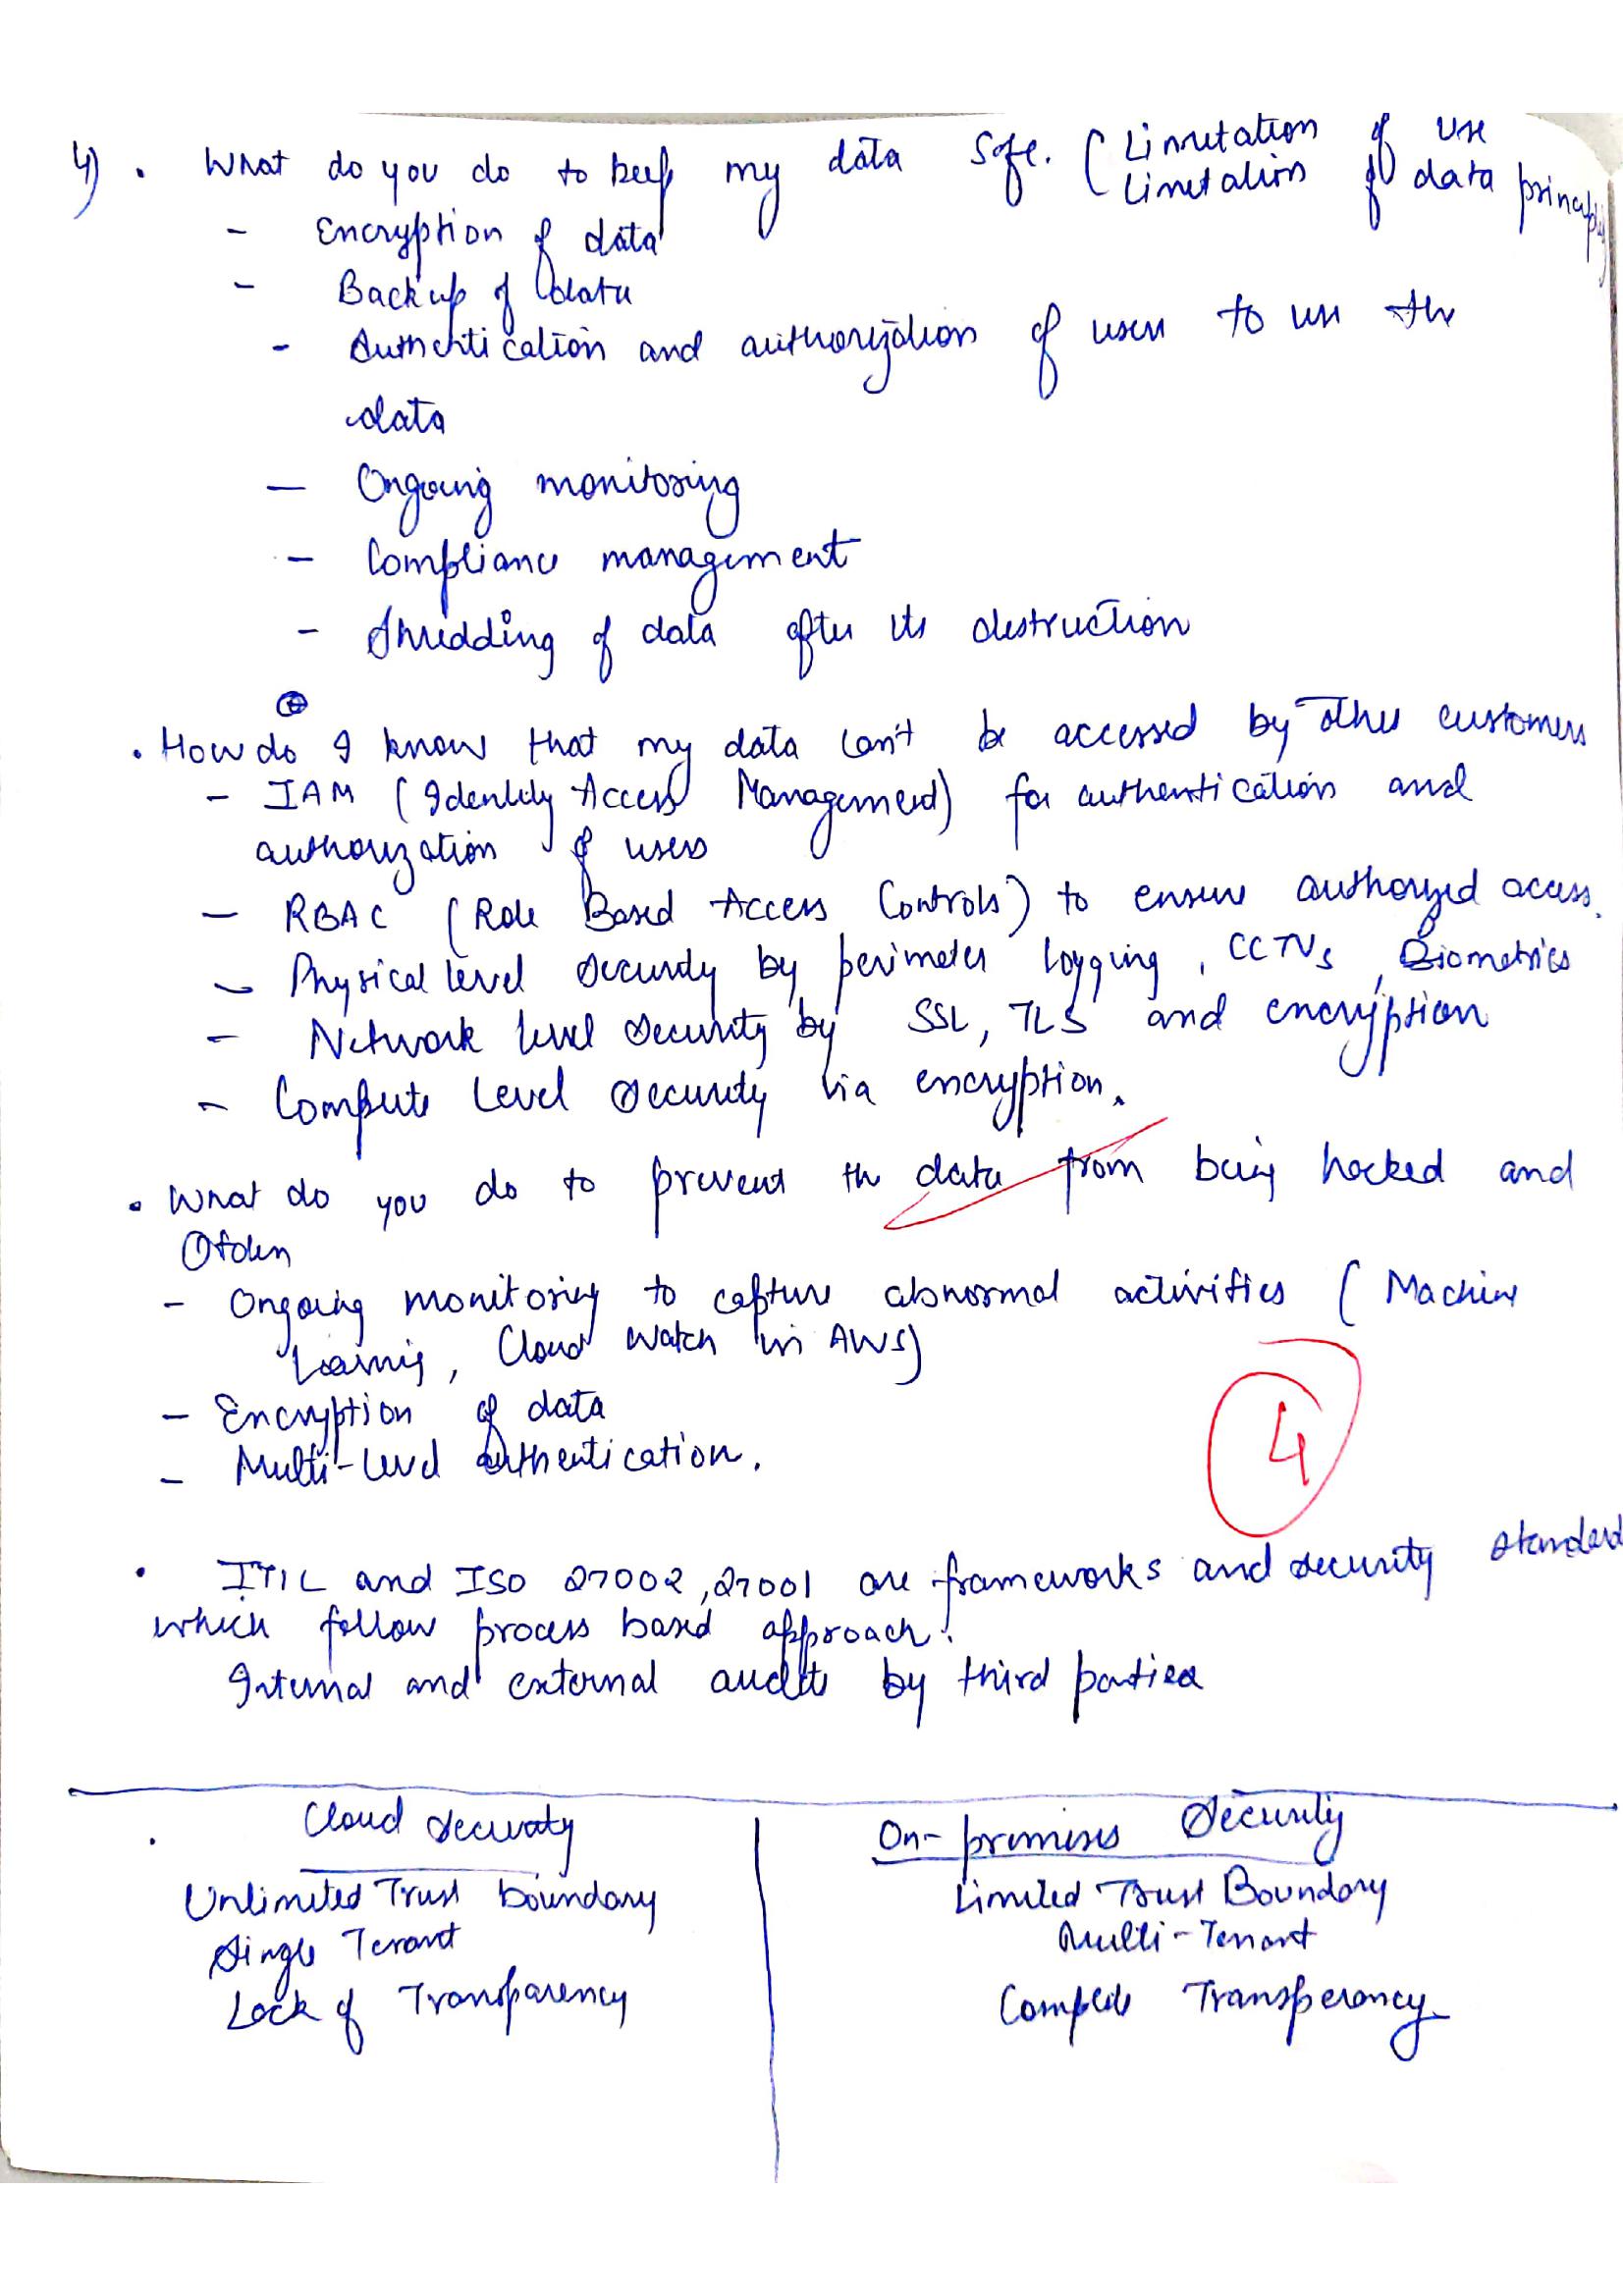 4) . What do you do to keep my data safe. ( Limitation of use
Limitation of data principles
- Encryption of data
- Backup of data
- Authentication and authorization of users to use the
data
- Ongoing monitoring
- Compliance management
- Shredding of data after its destruction
. How do I know that my data can't be accessed by other customers
- IAM (Identity Access Management) for authentication and
authorization of users
- RBAC (Role Based Access Controls) to ensure authorized access.
- Physical level security by perimeter logging, CCTVs, Biometrics
- Network level security by SSL, TLS and encryption
- Compute Level security via encryption.
. What do you do to prevent the data from being hacked and
stolen
- Ongoing monitoring to capture abnormal activities ( Machine
Learning, Cloud Watch in AWS)
- Encryption of data
- Multi-level authentication.
4
. ITIL and ISO 27002, 27001 are frameworks and security standard
which follow process based approach.
Internal and external audits by third parties
. Cloud Security On-premises Security
Unlimited Trust boundary Limited Trust Boundary
Single Tenant Multi-Tenant
Lack of Transparency Complete Transperancy